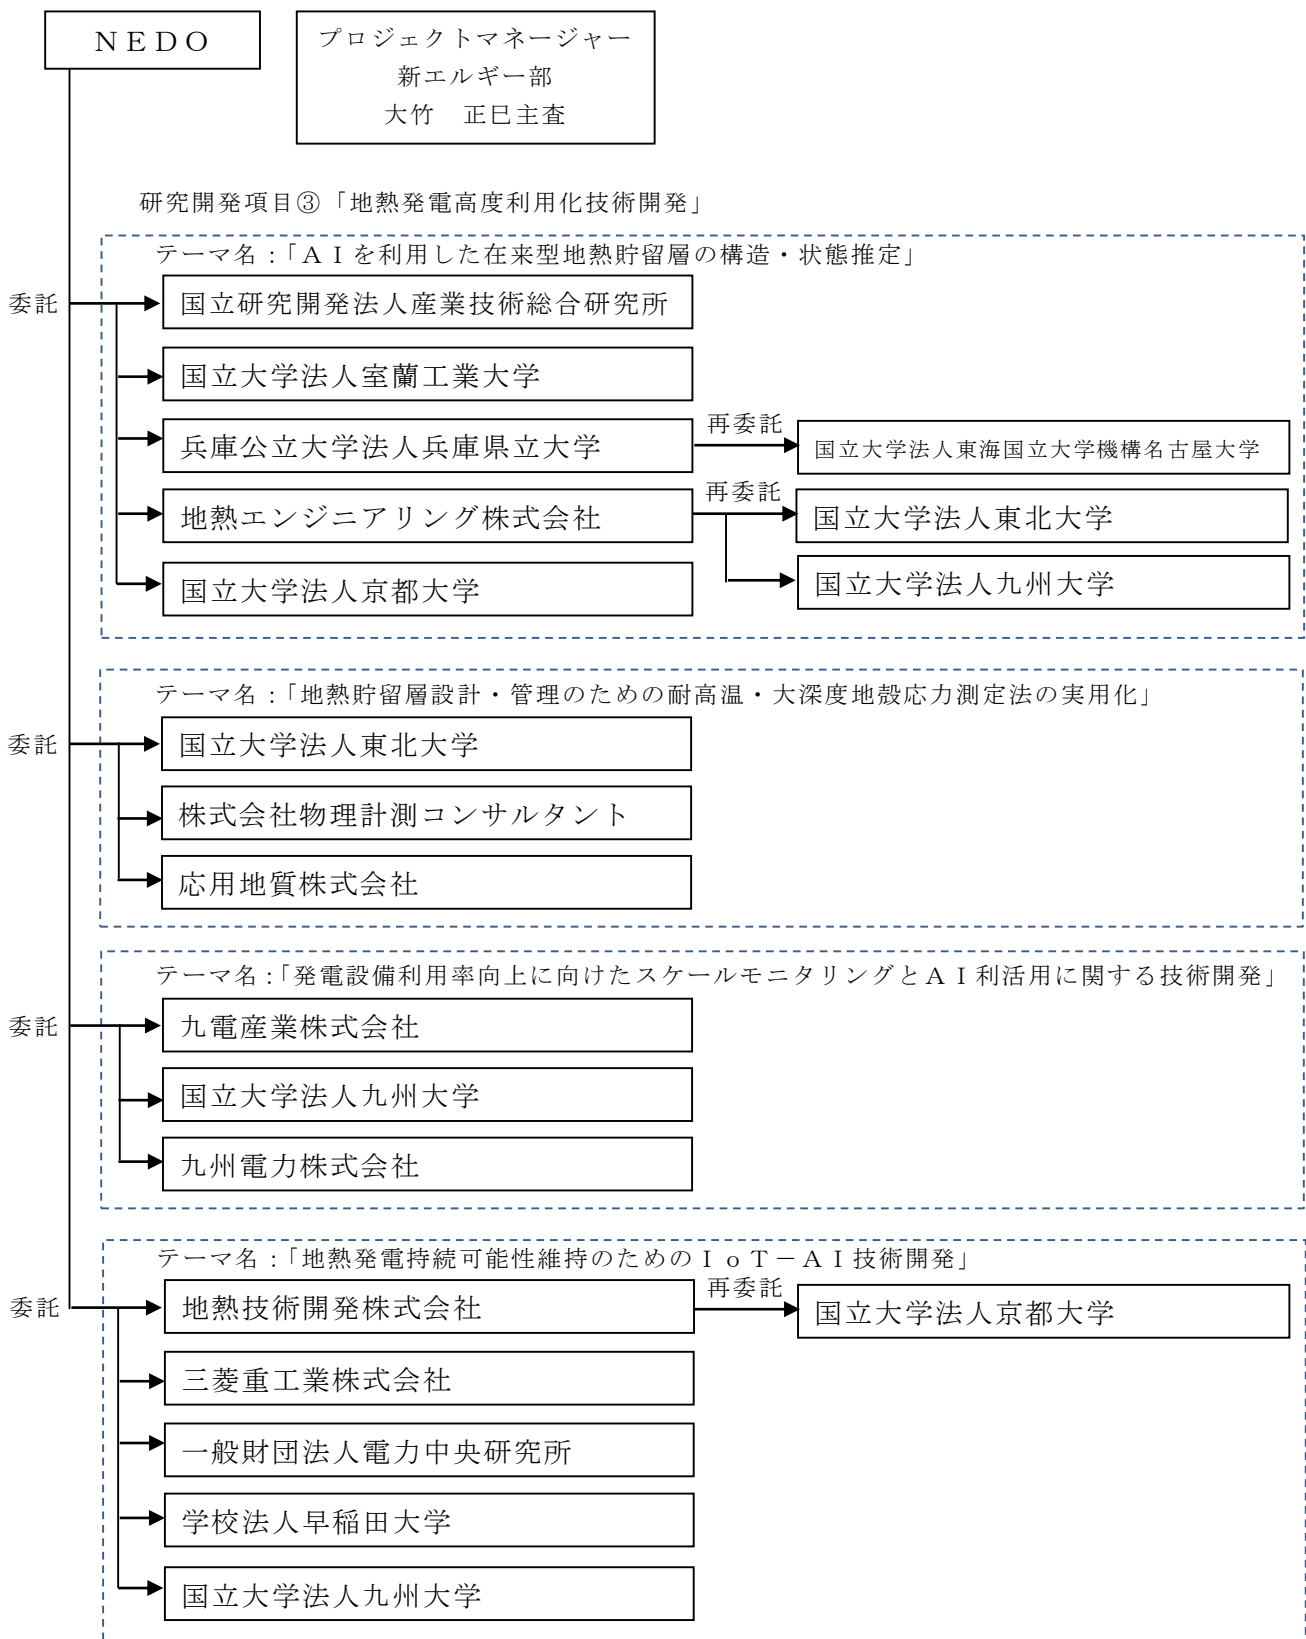 ＮＥＤＯ
プロジェクトマネージャー
新エルギー部
大竹　正巳主査
研究開発項目③「地熱発電高度利用化技術開発」
テーマ名：「ＡＩを利用した在来型地熱貯留層の構造・状態推定」
委託
国立研究開発法人産業技術総合研究所
国立大学法人室蘭工業大学
兵庫公立大学法人兵庫県立大学
再委託
国立大学法人東海国立大学機構名古屋大学
地熱エンジニアリング株式会社
再委託
国立大学法人東北大学
国立大学法人九州大学
国立大学法人京都大学
テーマ名：「地熱貯留層設計・管理のための耐高温・大深度地殻応力測定法の実用化」
委託
国立大学法人東北大学
株式会社物理計測コンサルタント
応用地質株式会社
テーマ名：「発電設備利用率向上に向けたスケールモニタリングとＡＩ利活用に関する技術開発」
委託
九電産業株式会社
国立大学法人九州大学
九州電力株式会社
テーマ名：「地熱発電持続可能性維持のためのＩｏＴ－ＡＩ技術開発」
委託
地熱技術開発株式会社
再委託
国立大学法人京都大学
三菱重工業株式会社
一般財団法人電力中央研究所
学校法人早稲田大学
国立大学法人九州大学